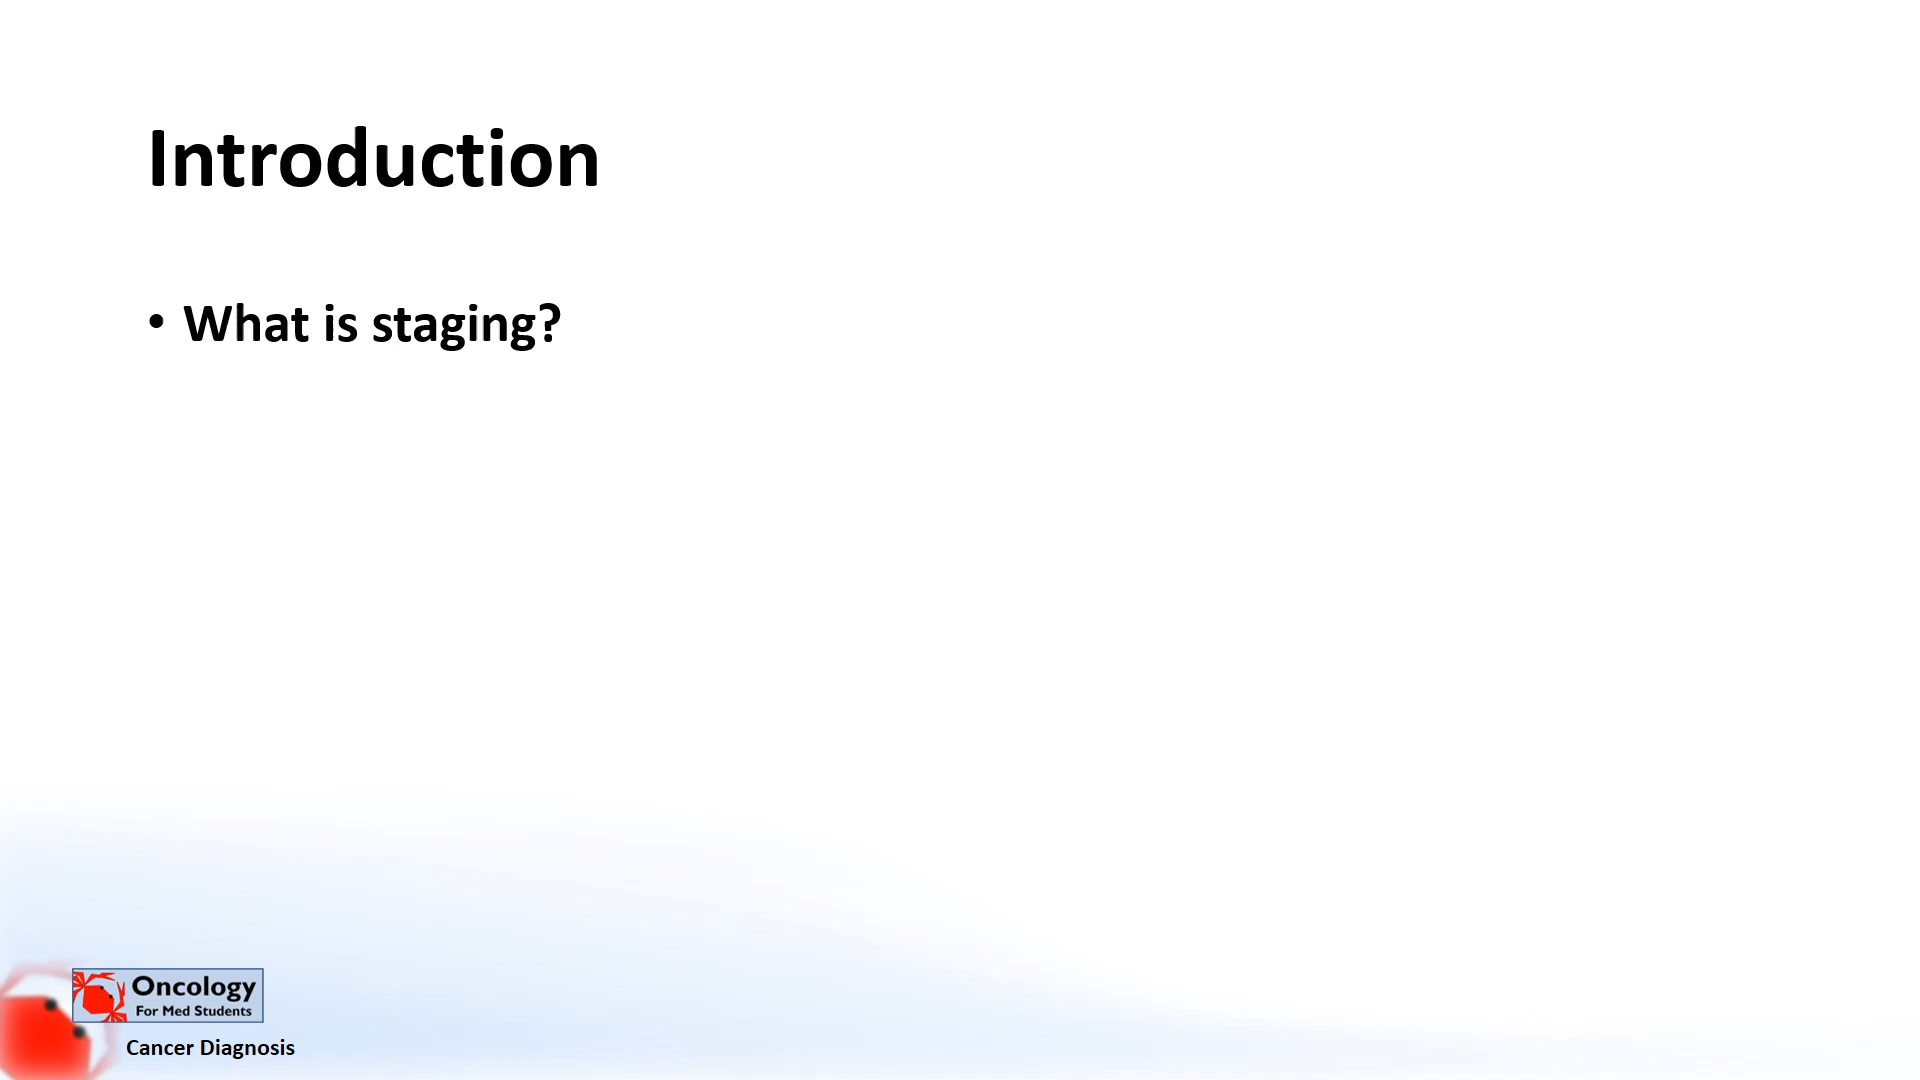 Introduction
• What is staging?
Oncology
For Med Students
Cancer Diagnosis